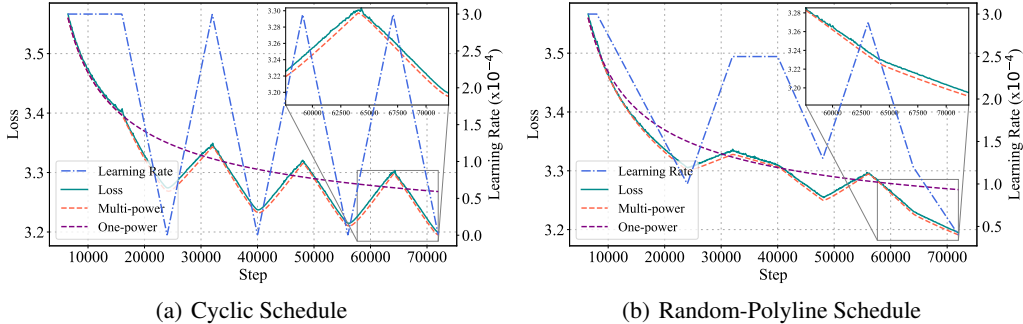 3.5
3.4
3.3
3.2
Loss
10000 20000 30000 40000 50000 60000 70000
Step
3.0
2.5
2.0
1.5
1.0
0.5
0.0
Learning Rate (x10⁻⁴)
3.30
3.28
3.26
3.24
3.22
3.20
60000 62500 65000 67500 70000
Learning Rate
Loss
Multi-power
One-power
(a) Cyclic Schedule
3.5
3.4
3.3
3.2
Loss
10000 20000 30000 40000 50000 60000 70000
Step
3.0
2.5
2.0
1.5
1.0
0.5
Learning Rate (x10⁻⁴)
3.28
3.26
3.24
3.22
3.20
60000 62500 65000 67500 70000
Learning Rate
Loss
Multi-power
One-power
(b) Random-Polyline Schedule